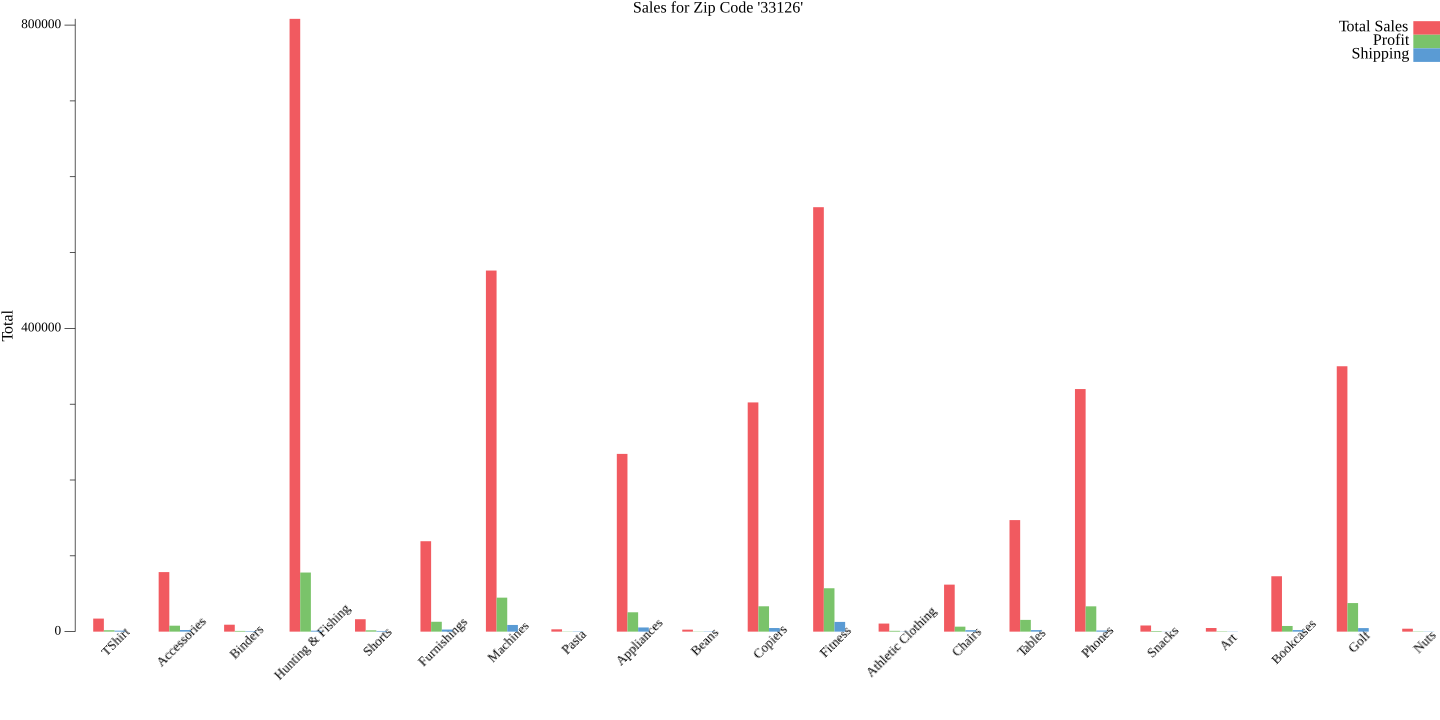 Sales for Zip Code '33126'
Total Sales
Profit
Shipping
Total
800000
400000
0
TShirt
Accessories
Binders
Hunting & Fishing
Shorts
Furnishings
Machines
Pasta
Appliances
Beans
Copiers
Fitness
Athletic Clothing
Chairs
Tables
Phones
Snacks
Art
Bookcases
Golf
Nuts